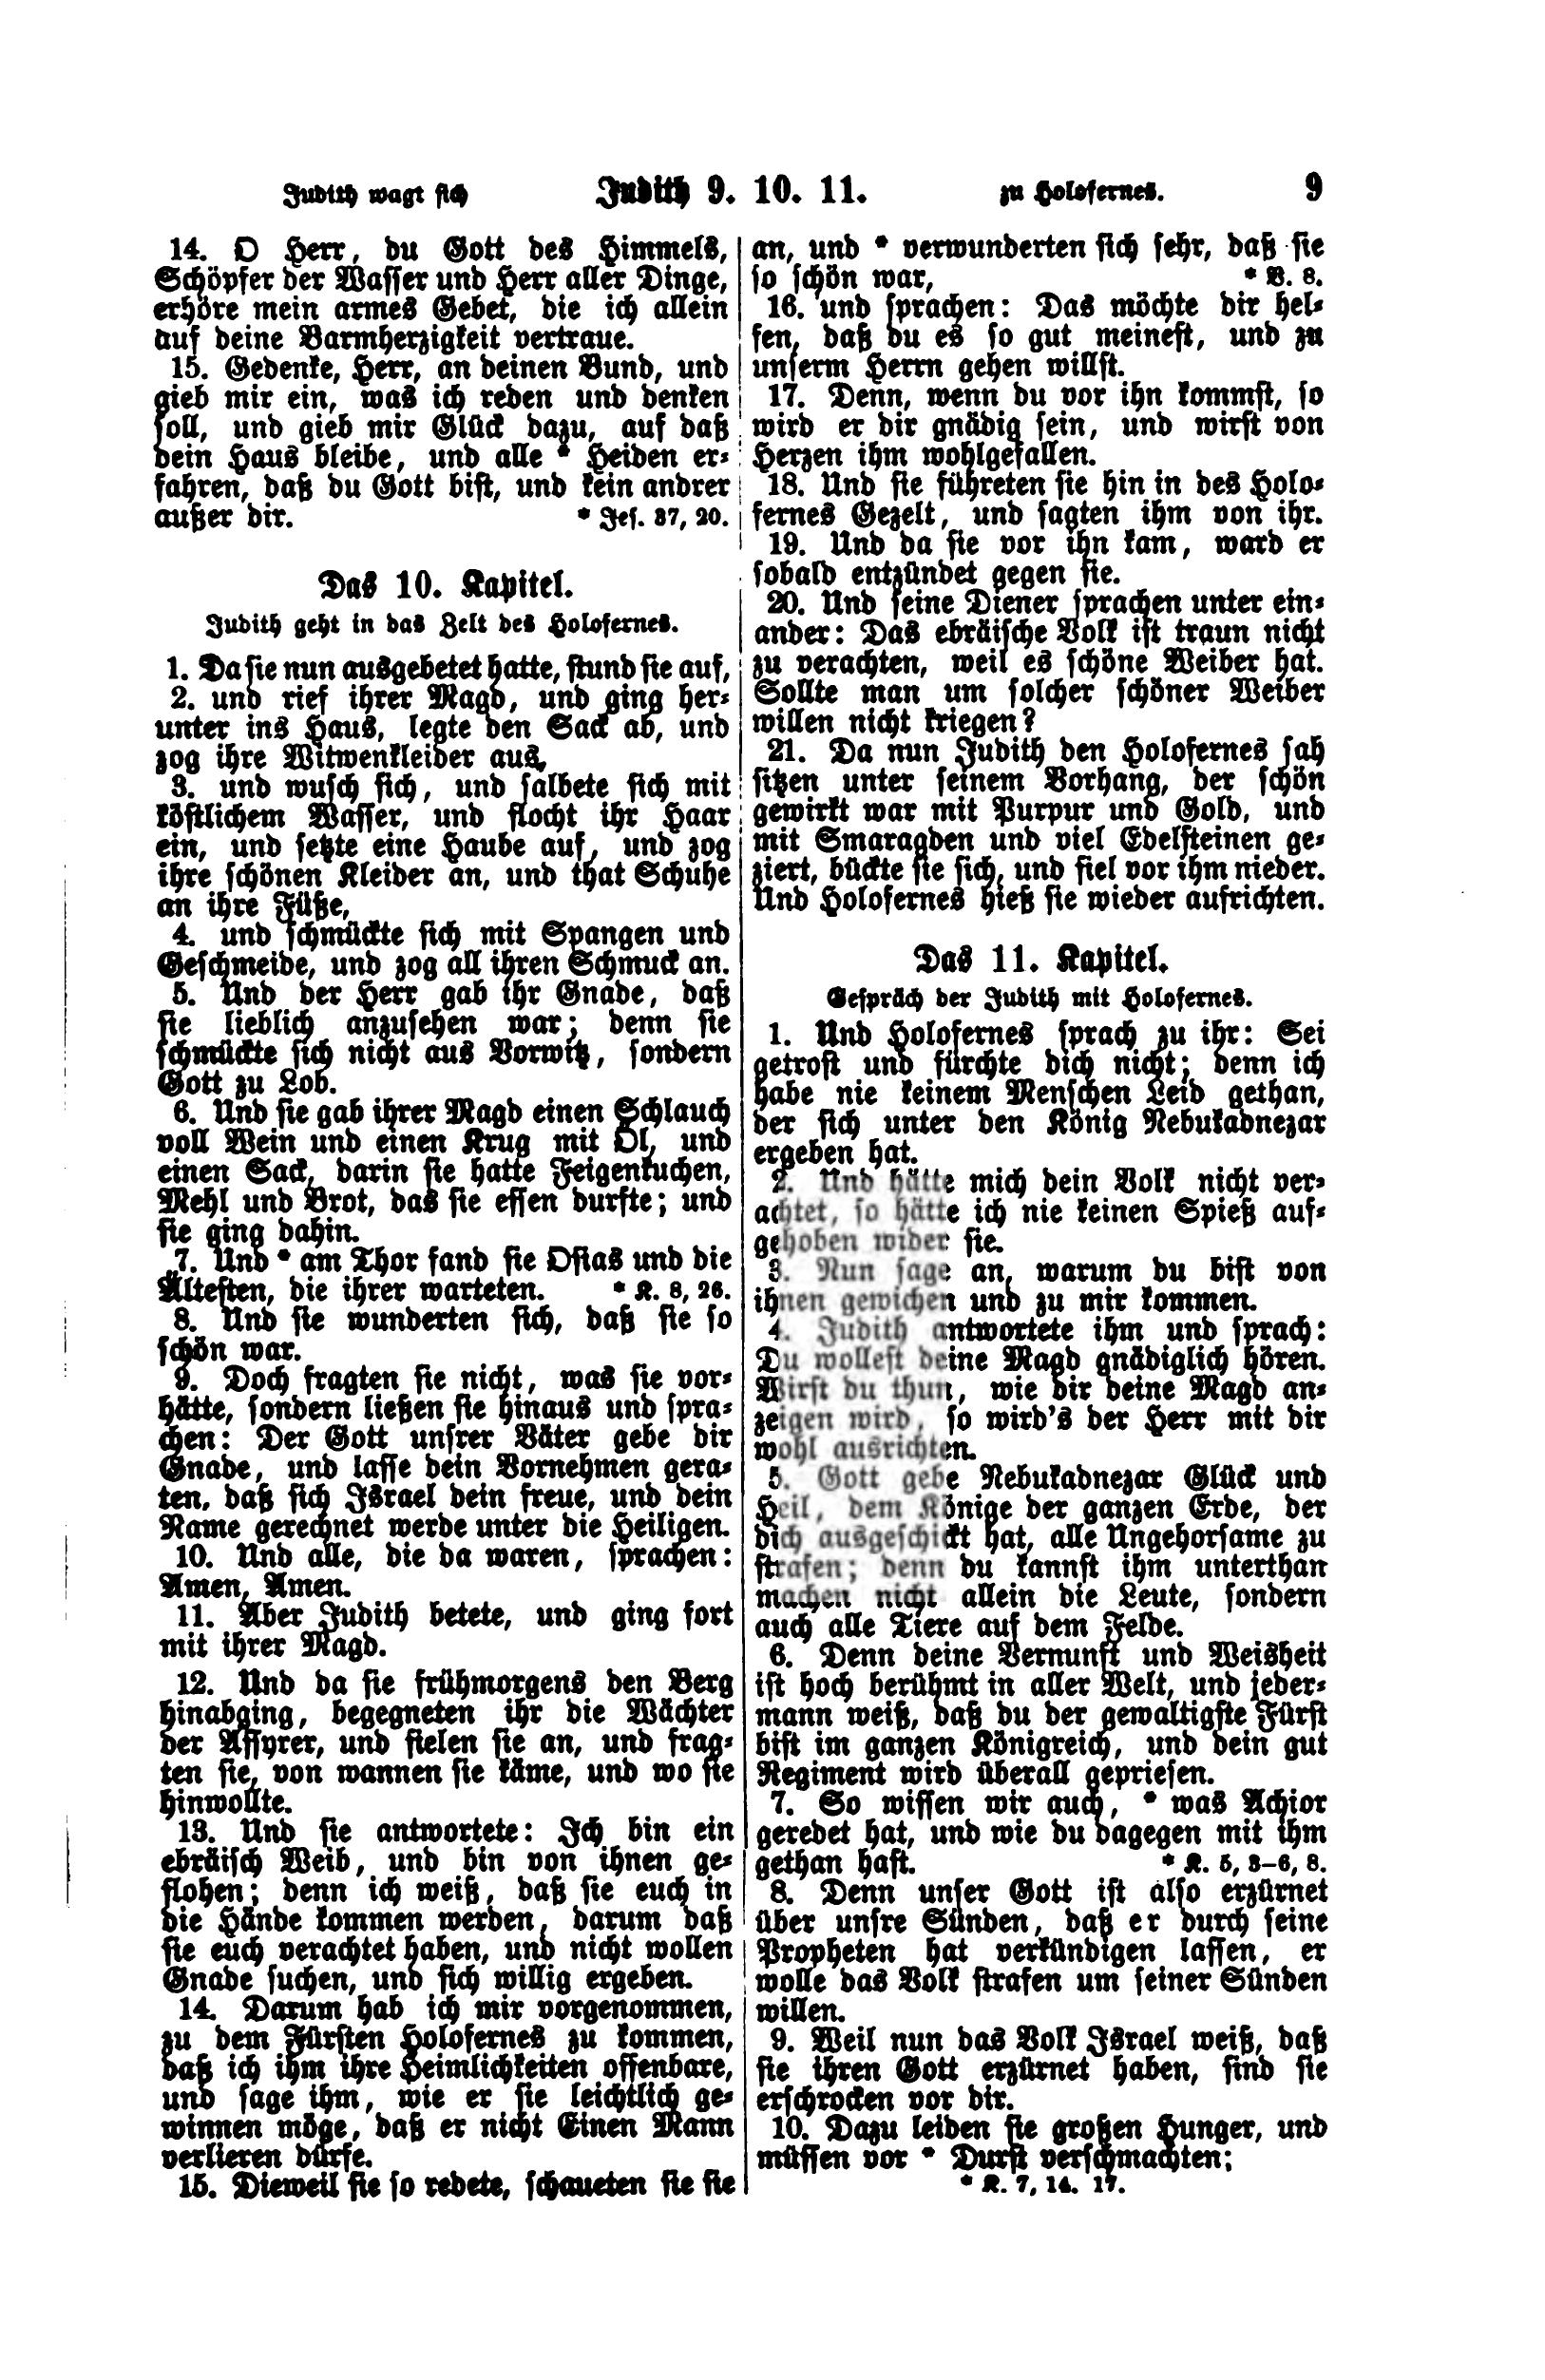 Judith wagt sich Judith 9. 10. 11. zu Holofernes. 9
14. O Herr, du Gott des Himmels,
Schöpfer der Wasser und Herr aller Dinge,
erhöre mein armes Gebet, die ich allein
auf deine Barmherzigkeit vertraue.
15. Gedenke, Herr, an deinen Bund, und
gieb mir ein, was ich reden und denken
soll, und gieb mir Glück dazu, auf daß
dein Haus bleibe, und alle * Heiden er-
fahren, daß du Gott bist, und kein andrer
außer dir. * Jes. 37, 20.
Das 10. Kapitel.
Judith geht in das Zelt des Holofernes.
1. Da sie nun ausgebetet hatte, stund sie auf,
2. und rief ihrer Magd, und ging her-
unter ins Haus, legte den Sack ab, und
zog ihre Witwenkleider aus,
3. und wusch sich, und salbete sich mit
köstlichem Wasser, und flocht ihr Haar
ein, und setzte eine Haube auf, und zog
ihre schönen Kleider an, und that Schuhe
an ihre Füße,
4. und schmückte sich mit Spangen und
Geschmeide, und zog all ihren Schmuck an.
5. Und der Herr gab ihr Gnade, daß
sie lieblich anzusehen war; denn sie
schmückte sich nicht aus Vorwitz, sondern
Gott zu Lob.
6. Und sie gab ihrer Magd einen Schlauch
voll Wein und einen Krug mit Öl, und
einen Sack, darin sie hatte Feigenkuchen,
Mehl und Brot, das sie essen durfte; und
sie ging dahin.
7. Und * am Thor fand sie Osias und die
Ältesten, die ihrer warteten. * K. 8, 26.
8. Und sie wunderten sich, daß sie so
schön war.
9. Doch fragten sie nicht, was sie vor-
hätte, sondern ließen sie hinaus und spra-
chen: Der Gott unsrer Väter gebe dir
Gnade, und lasse dein Vornehmen gera-
ten, daß sich Israel dein freue, und dein
Name gerechnet werde unter die Heiligen.
10. Und alle, die da waren, sprachen:
Amen, Amen.
11. Aber Judith betete, und ging fort
mit ihrer Magd.
12. Und da sie frühmorgens den Berg
hinabging, begegneten ihr die Wächter
der Assyrer, und fielen sie an, und frag-
ten sie, von wannen sie käme, und wo sie
hinwollte.
13. Und sie antwortete: Ich bin ein
ebräisch Weib, und bin von ihnen ge-
flohen; denn ich weiß, daß sie euch in
die Hände kommen werden, darum daß
sie euch verachtet haben, und nicht wollen
Gnade suchen, und sich willig ergeben.
14. Darum hab ich mir vorgenommen,
zu dem Fürsten Holofernes zu kommen,
daß ich ihm ihre Heimlichkeiten offenbare,
und sage ihm, wie er sie leichtlich ge-
winnen möge, daß er nicht Einen Mann
verlieren dürfe.
15. Dieweil sie so redete, schaueten sie sie
an, und * verwunderten sich sehr, daß sie
so schön war, * V. 8.
16. und sprachen: Das möchte dir hel-
fen, daß du es so gut meinest, und zu
unserm Herrn gehen willst.
17. Denn, wenn du vor ihn kommst, so
wird er dir gnädig sein, und wirst von
Herzen ihm wohlgefallen.
18. Und sie führeten sie hin in des Holo-
fernes Gezelt, und sagten ihm von ihr.
19. Und da sie vor ihn kam, ward er
sobald entzündet gegen sie.
20. Und seine Diener sprachen unter ein-
ander: Das ebräische Volk ist traun nicht
zu verachten, weil es schöne Weiber hat.
Sollte man um solcher schöner Weiber
willen nicht kriegen?
21. Da nun Judith den Holofernes sah
sitzen unter seinem Vorhang, der schön
gewirkt war mit Purpur und Gold, und
mit Smaragden und viel Edelsteinen ge-
ziert, bückte sie sich, und fiel vor ihm nieder.
Und Holofernes hieß sie wieder aufrichten.
Das 11. Kapitel.
Gespräch der Judith mit Holofernes.
1. Und Holofernes sprach zu ihr: Sei
getrost und fürchte dich nicht; denn ich
habe nie keinem Menschen Leid gethan,
der sich unter den König Nebukadnezar
ergeben hat.
2. Und hätte mich dein Volk nicht ver-
achtet, so hätte ich nie keinen Spieß auf-
gehoben wider sie.
3. Nun sage an, warum du bist von
ihnen gewichen und zu mir kommen.
4. Judith antwortete ihm und sprach:
Du wollest deine Magd gnädiglich hören.
Wirst du thun, wie dir deine Magd an-
zeigen wird, so wird's der Herr mit dir
wohl ausrichten.
5. Gott gebe Nebukadnezar Glück und
Heil, dem Könige der ganzen Erde, der
dich ausgeschickt hat, alle Ungehorsame zu
strafen; denn du kannst ihm unterthan
machen nicht allein die Leute, sondern
auch alle Tiere auf dem Felde.
6. Denn deine Vernunft und Weisheit
ist hoch berühmt in aller Welt, und jeder-
mann weiß, daß du der gewaltigste Fürst
bist im ganzen Königreich, und dein gut
Regiment wird überall gepriesen.
7. So wissen wir auch, * was Achior
geredet hat, und wie du dagegen mit ihm
gethan hast. * K. 5, 3-6, 8.
8. Denn unser Gott ist also erzürnet
über unsre Sünden, daß er durch seine
Propheten hat verkündigen lassen, er
wolle das Volk strafen um seiner Sünden
willen.
9. Weil nun das Volk Israel weiß, daß
sie ihren Gott erzürnet haben, sind sie
erschrocken vor dir.
10. Dazu leiden sie großen Hunger, und
müssen vor * Durst verschmachten;
* K. 7, 14. 17.